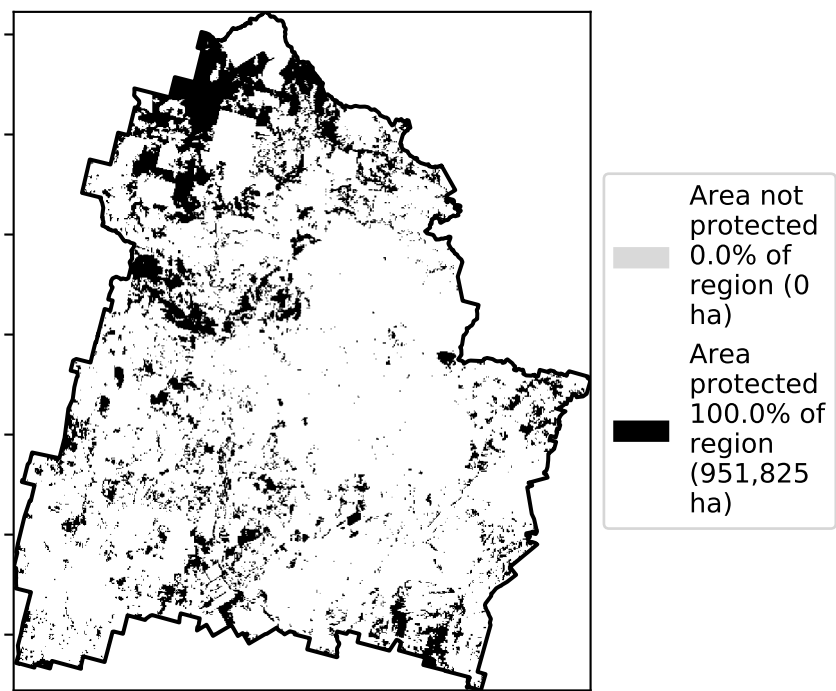 Area not
protected
0.0% of
region (0
ha)
Area
protected
100.0% of
region
(951,825
ha)